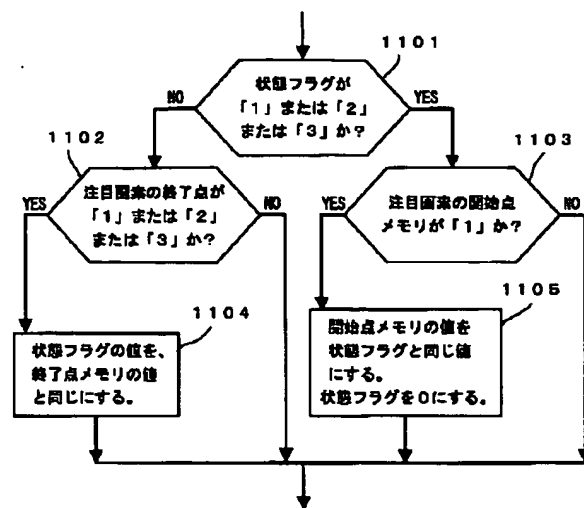 1101
状態フラグが
「1」または「2」
または「3」か?
NO
YES
1102
注目画素の終了点が
「1」または「2」
または「3」か?
YES
NO
1103
注目画素の開始点
メモリが「1」か?
YES
NO
1104
状態フラグの値を、
終了点メモリの値
と同じにする。
1105
開始点メモリの値を
状態フラグと同じ値
にする。
状態フラグを0にする。